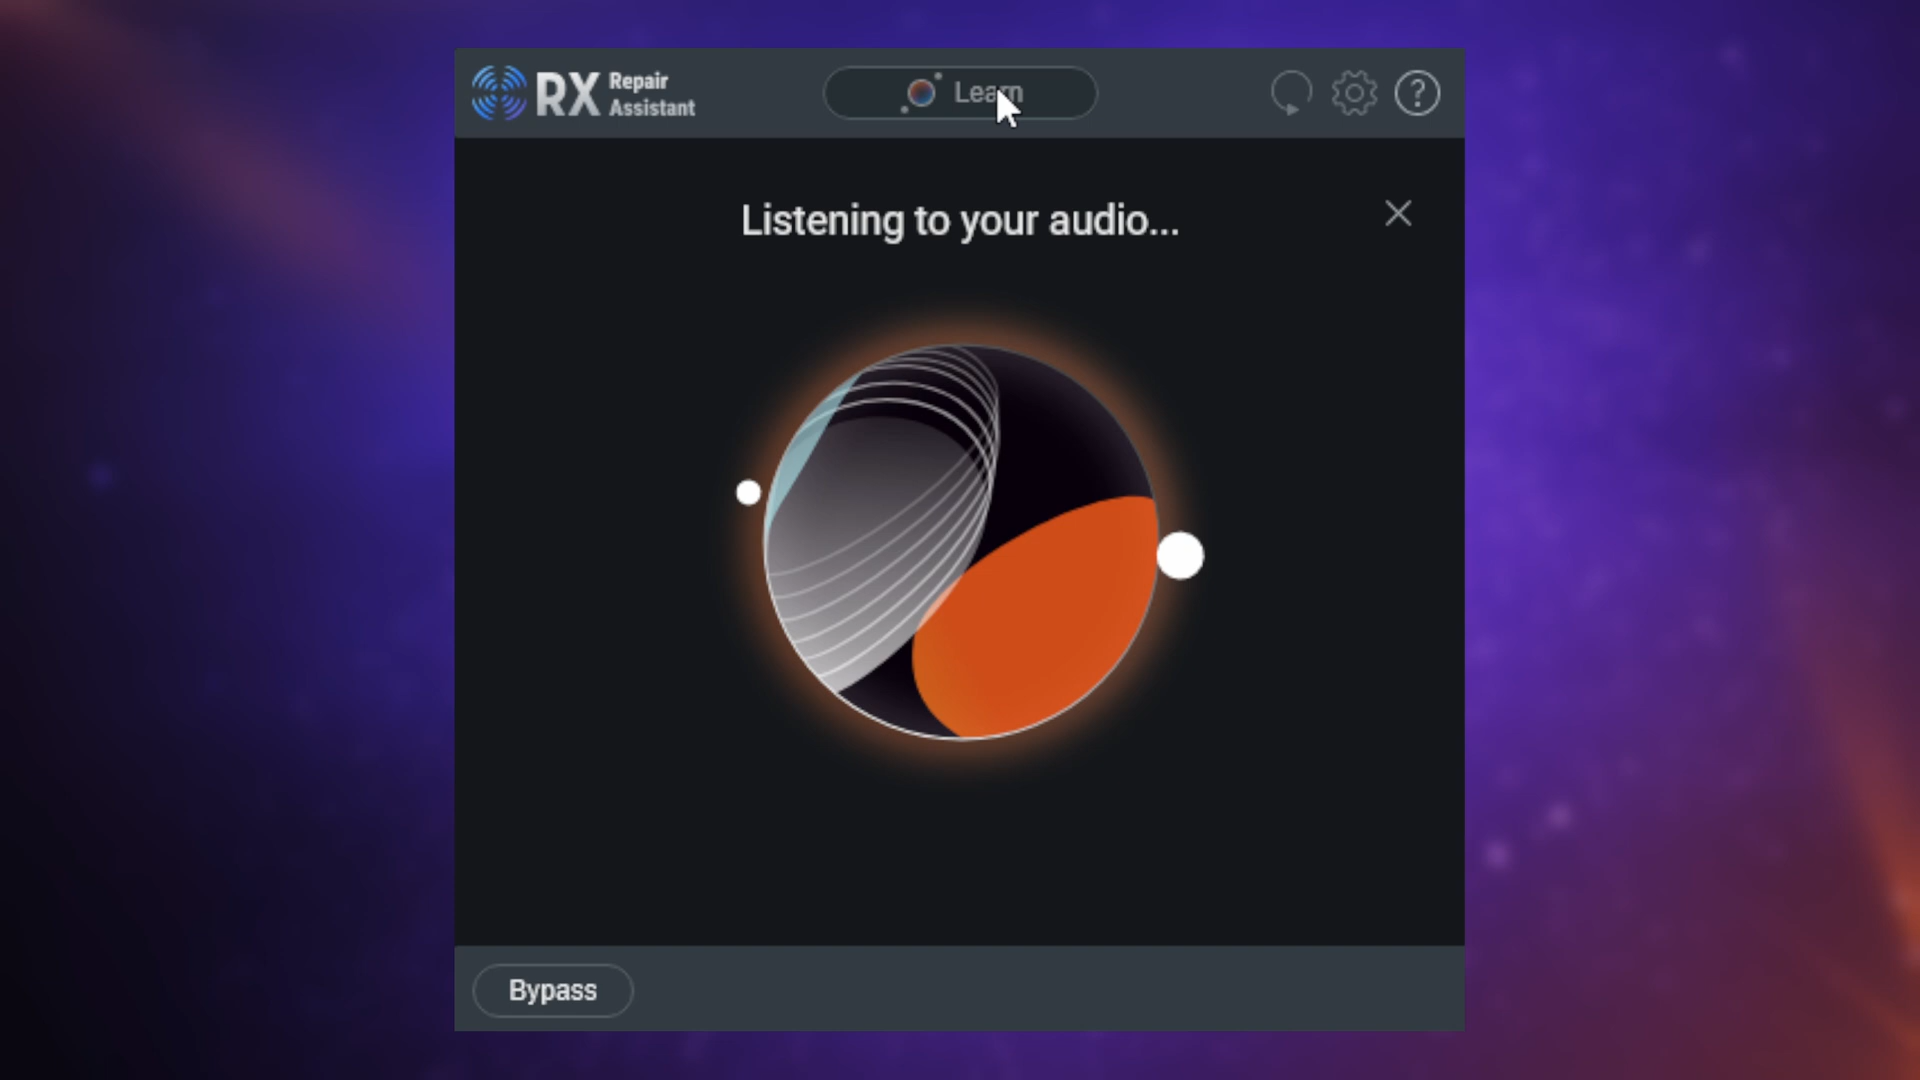 RX Repair
Assistant
Learn
?
Listening to your audio...
Bypass